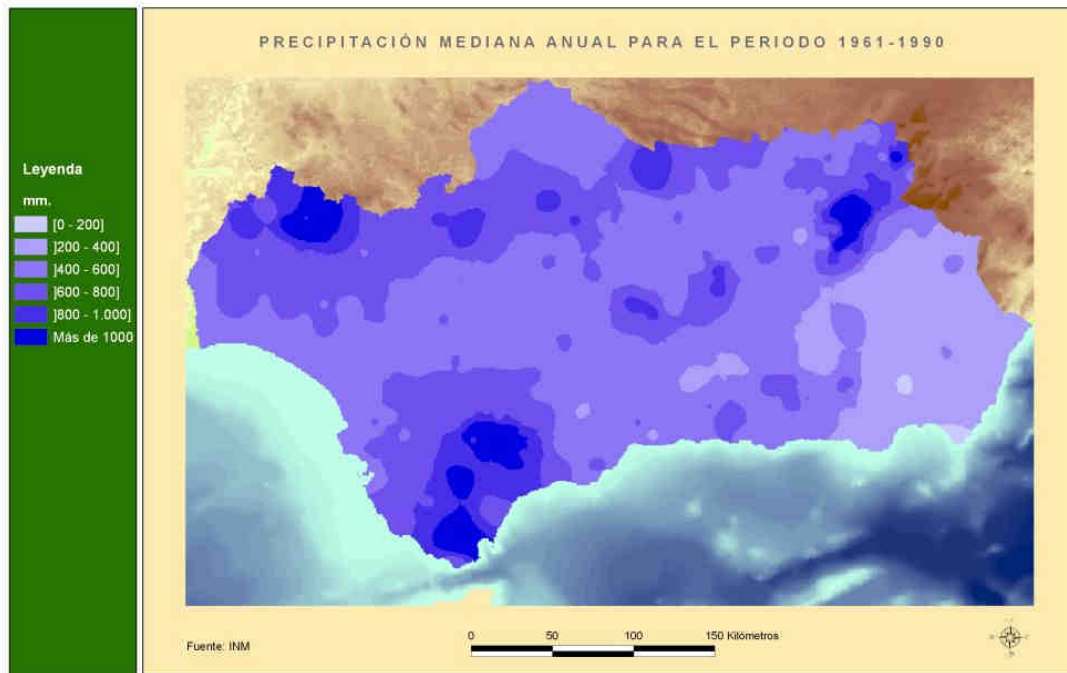 PRECIPITACIÓN MEDIANA ANUAL PARA EL PERIODO 1961-1990
Leyenda
mm.
[0 - 200]
]200 - 400]
]400 - 600]
]600 - 800]
]800 - 1.000]
Más de 1000
Fuente: INM
0 50 100 150 Kilómetros